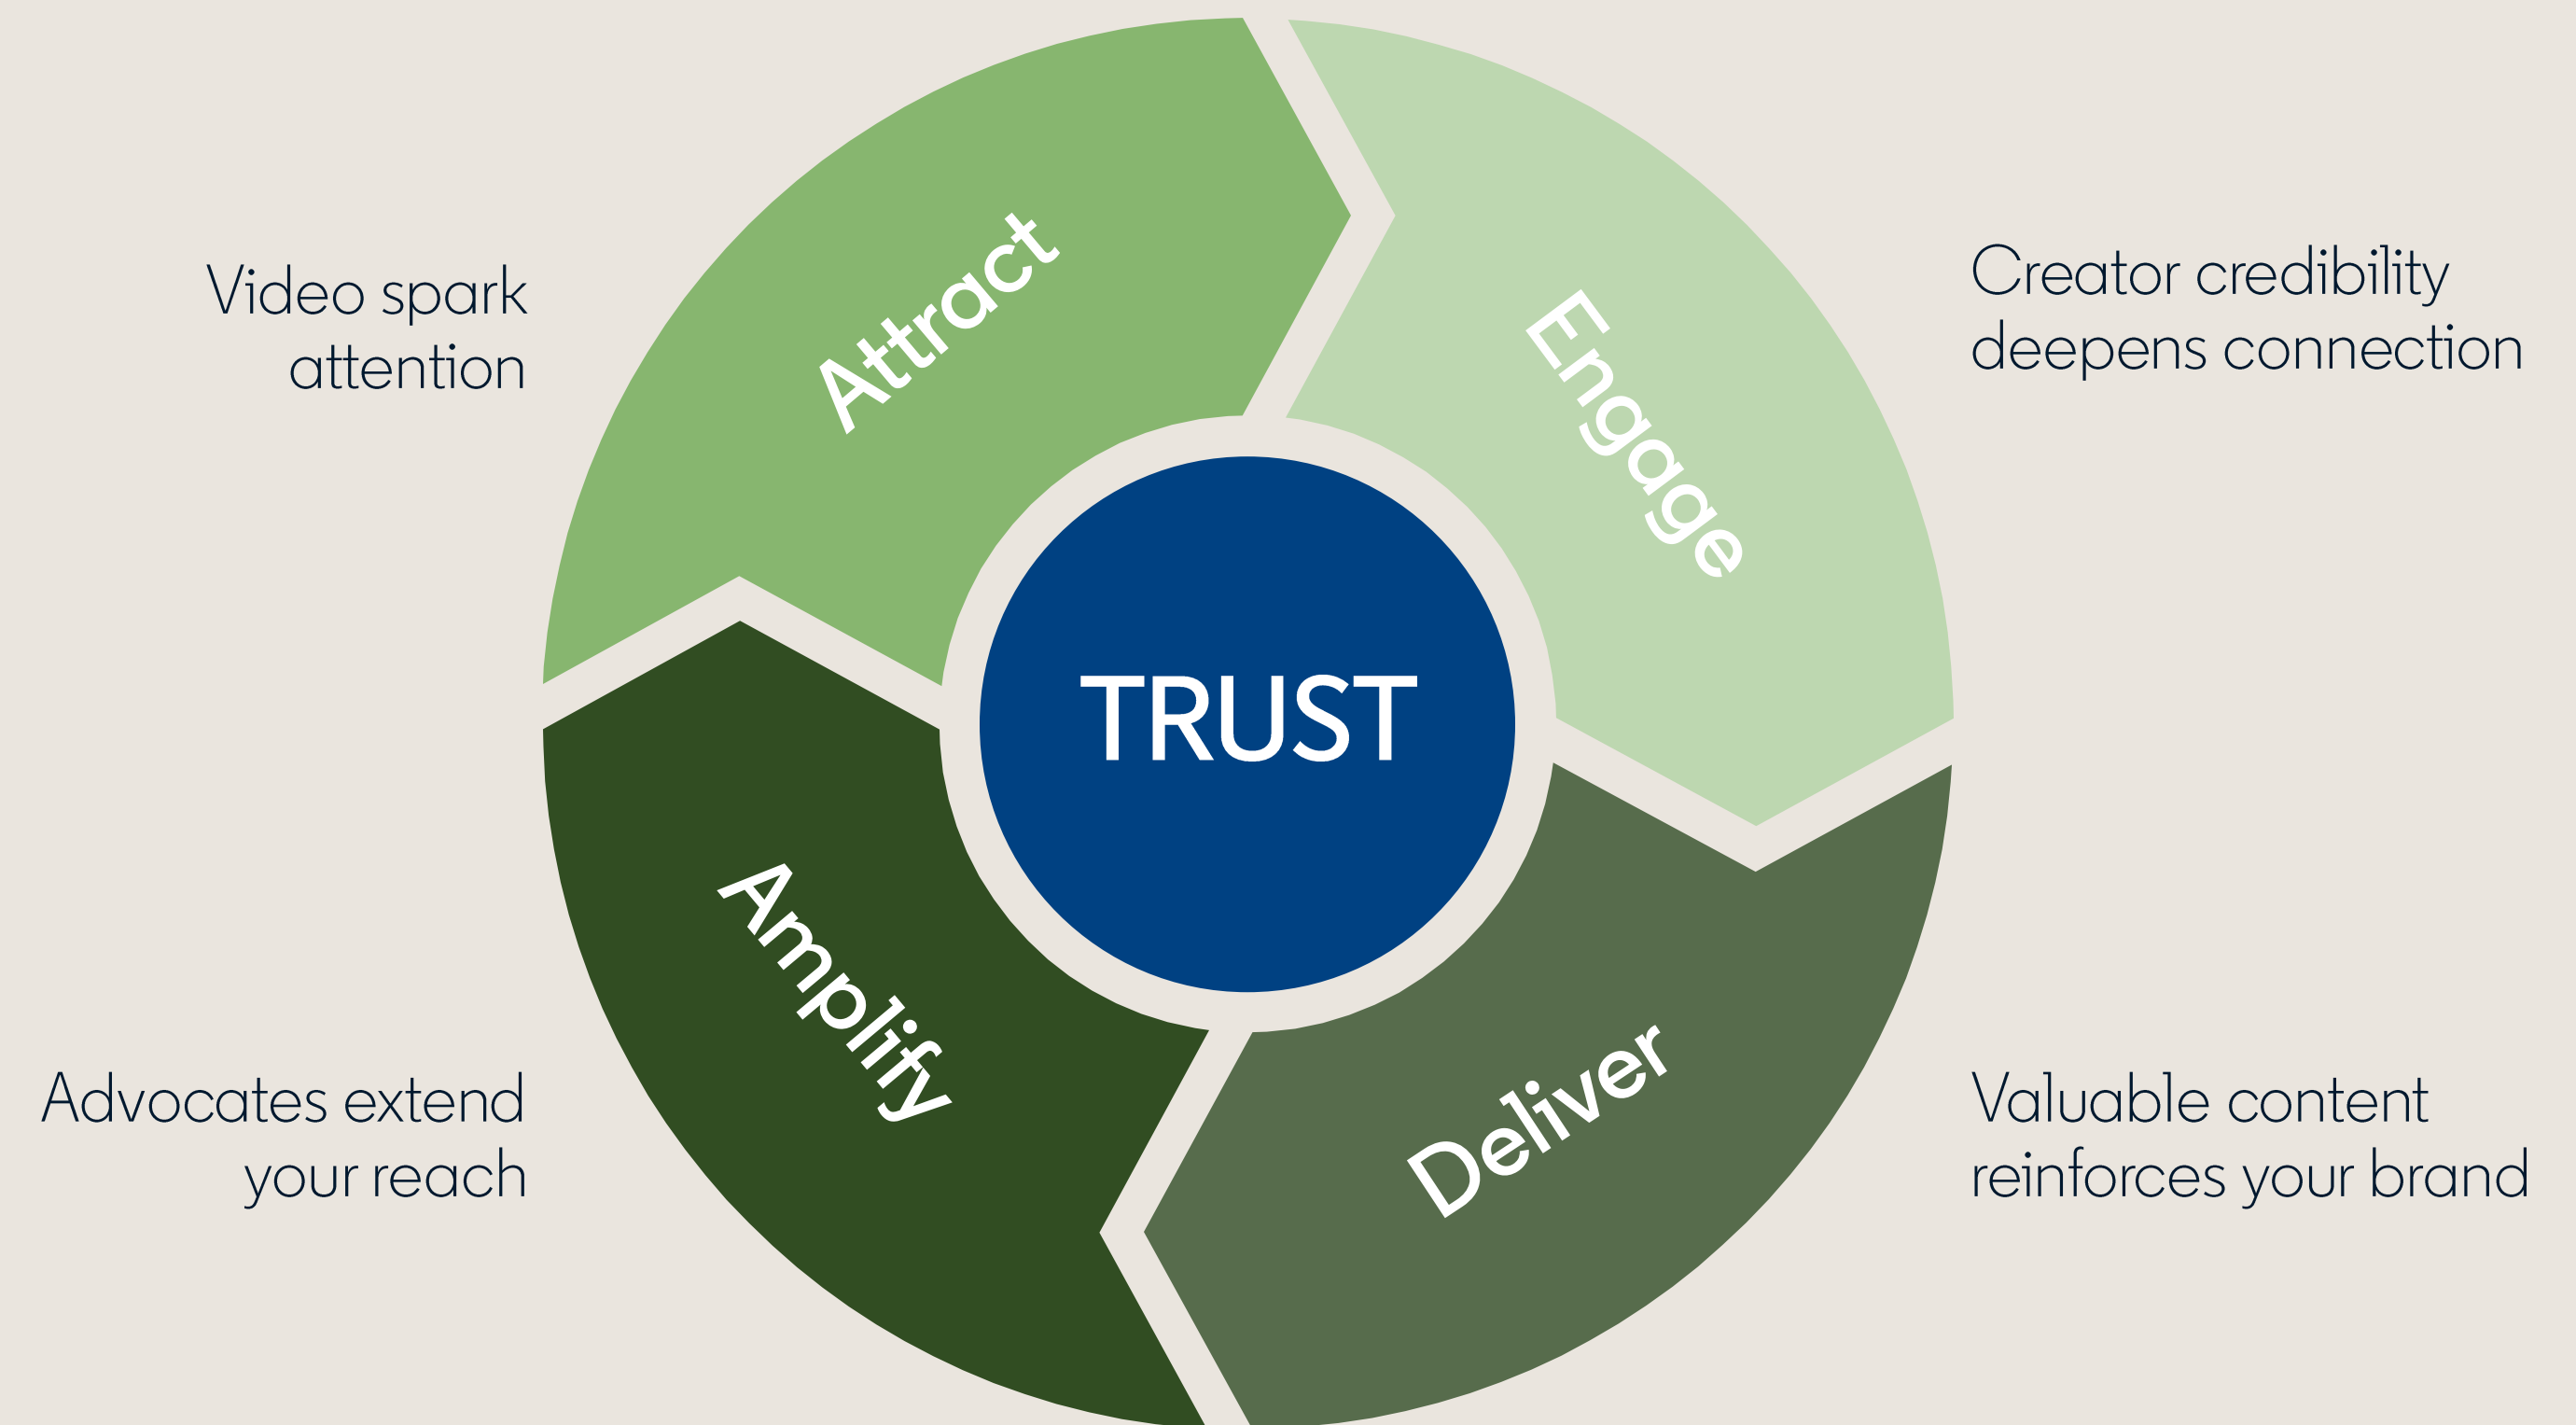 Video spark
attention
Attract
Engage
Creator credibility
deepens connection
TRUST
Advocates extend
your reach
Amplify
Deliver
Valuable content
reinforces your brand